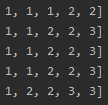 1, 1, 1, 2, 2]
1, 1, 2, 2, 3]
1, 1, 2, 2, 3]
1, 1, 2, 2, 3]
1, 2, 2, 3, 3]